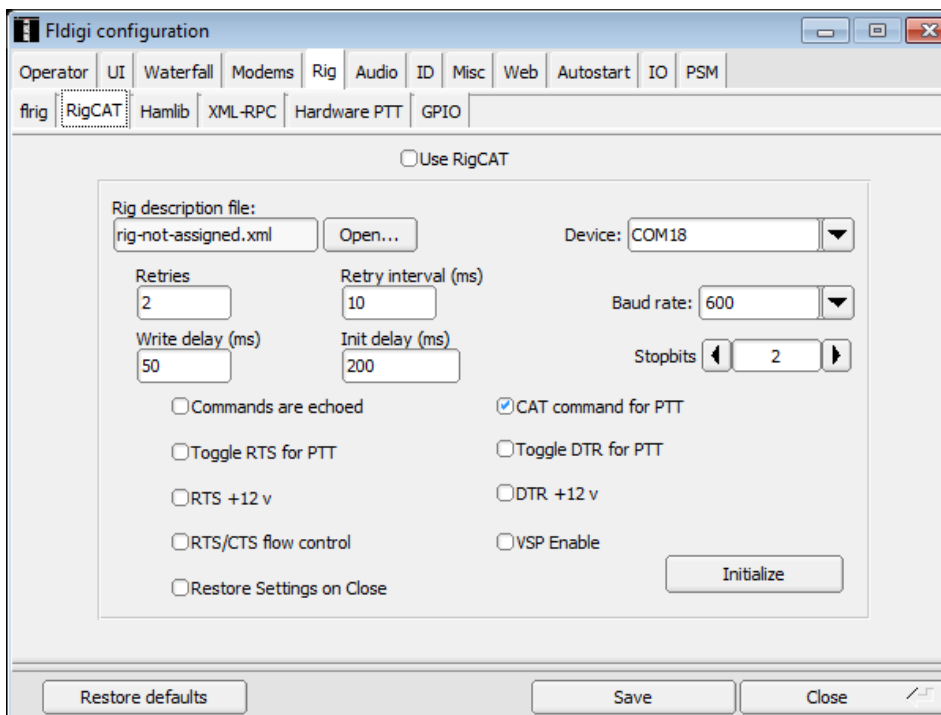 Fldigi configuration
Operator UI Waterfall Modems Rig Audio ID Misc Web Autostart IO PSM
flrig RigCAT Hamlib XML-RPC Hardware PTT GPIO
Use RigCAT
Rig description file:
rig-not-assigned.xml Open... Device: COM18
Retries Retry interval (ms)
2 10 Baud rate: 600
Write delay (ms) Init delay (ms)
50 200 Stopbits 2
Commands are echoed CAT command for PTT
Toggle RTS for PTT Toggle DTR for PTT
RTS +12 v DTR +12 v
RTS/CTS flow control VSP Enable
Restore Settings on Close Initialize
Restore defaults Save Close